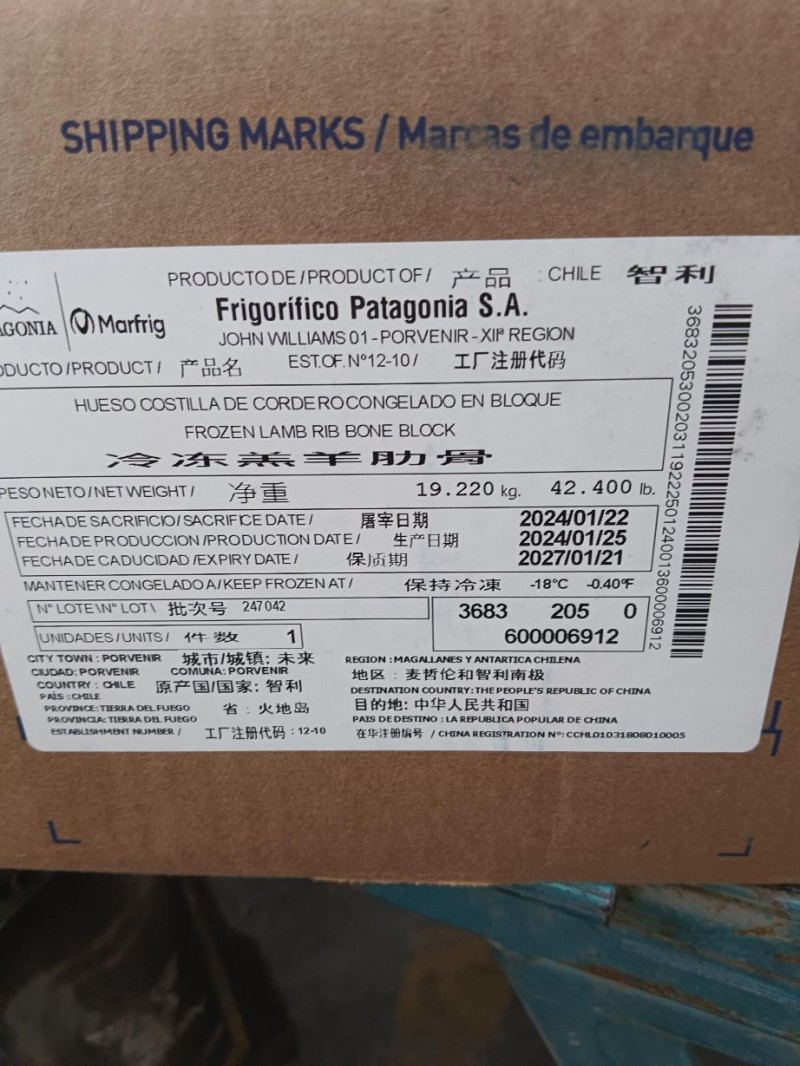 SHIPPING MARKS / Marcas de embarque
PRODUCTO DE/PRODUCT OF/ 产品 : CHILE 智利
AGONIA Marfrig
Frigorífico Patagonia S.A.
JOHN WILLIAMS 01 - PORVENIR - XIIª REGION
ODUCTO/PRODUCT/ 产品名 EST.OF.Nº12-10/ 工厂注册代码
HUESO COSTILLA DE CORDERO CONGELADO EN BLOQUE
FROZEN LAMB RIB BONE BLOCK
冷冻羔羊肋骨
PESO NETO/NET WEIGHT/ 净重 19.220 kg. 42.400 lb.
FECHA DE SACRIFICIO/SACRIFICE DATE/ 屠宰日期 2024/01/22
FECHA DE PRODUCCION/PRODUCTION DATE/ 生产日期 2024/01/25
FECHA DE CADUCIDAD/EXPIRY DATE/ 保质期 2027/01/21
MANTENER CONGELADO A/KEEP FROZEN AT/ 保持冷凍 -18°C -0.40°F
Nº LOTE\Nº LOT\ 批次号 247042
3683 205 0
UNIDADES/UNITS/ 件数 1
600006912
CITY TOWN : PORVENIR 城市/城镇: 未来
CIUDAD: PORVENIR COMUNA: PORVENIR
COUNTRY : CHILE 原产国/国家: 智利
PAIS : CHILE
PROVINCE: TIERRA DEL FUEGO 省 : 火地岛
PROVINCIA: TIERRA DEL FUEGO
ESTABLISHMENT NUMBER / 工厂注册代码 : 12-10
REGION : MAGALLANES Y ANTARTICA CHILENA
地区 : 麦哲伦和智利南极
DESTINATION COUNTRY: THE PEOPLE'S REPUBLIC OF CHINA
目的地: 中华人民共和国
PAIS DE DESTINO : LA REPUBLICA POPULAR DE CHINA
在华注册编号 / CHINA REGISTRATION Nº: CCHL01031808010005
3683205300203119222501240013600006912